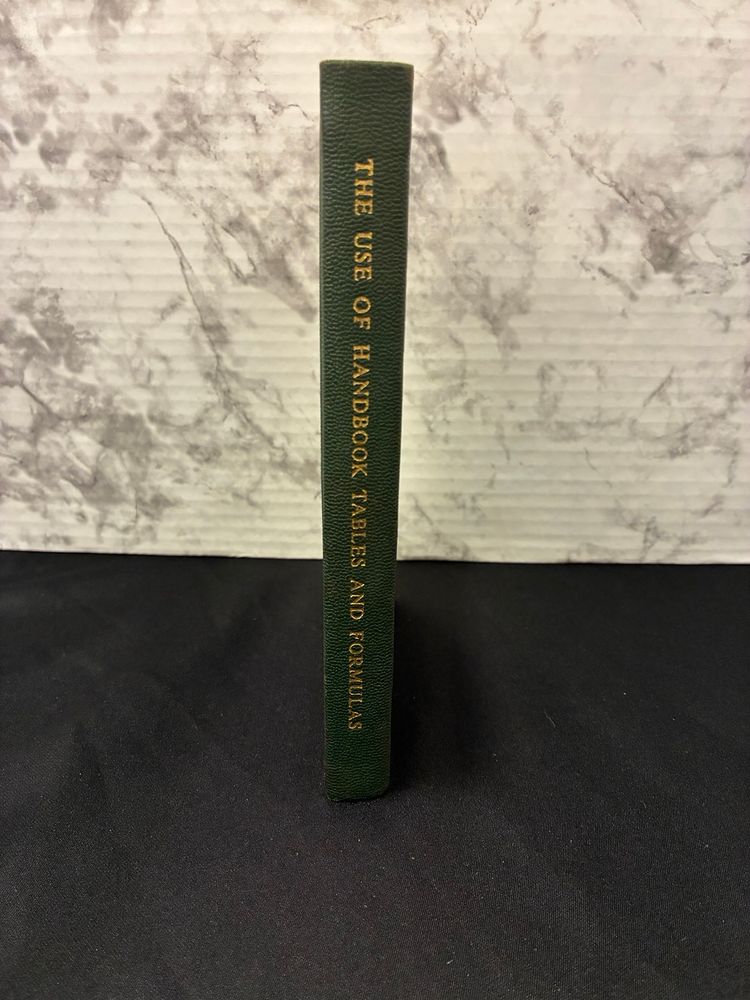 THE USE OF HANDBOOK TABLES AND FORMULAS